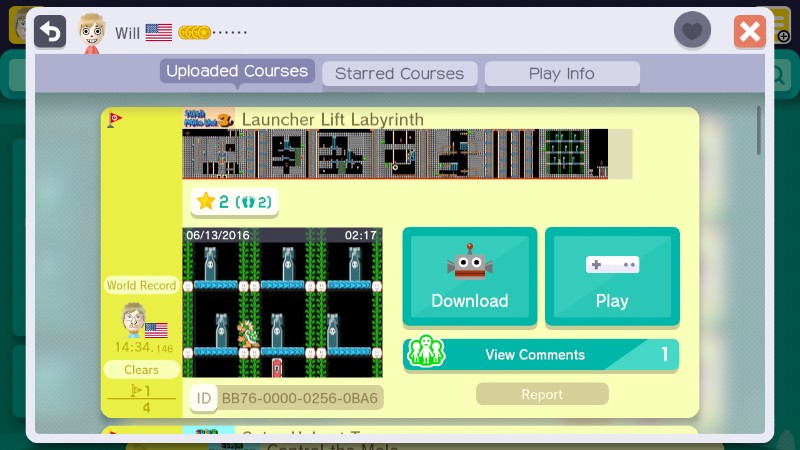 Will
Uploaded Courses
Starred Courses
Play Info
Launcher Lift Labyrinth
2 (2)
06/13/2016 02:17
World Record
14:34.146
Clears
1
4
Download
Play
View Comments 1
ID BB76-0000-0256-0BA6
Report